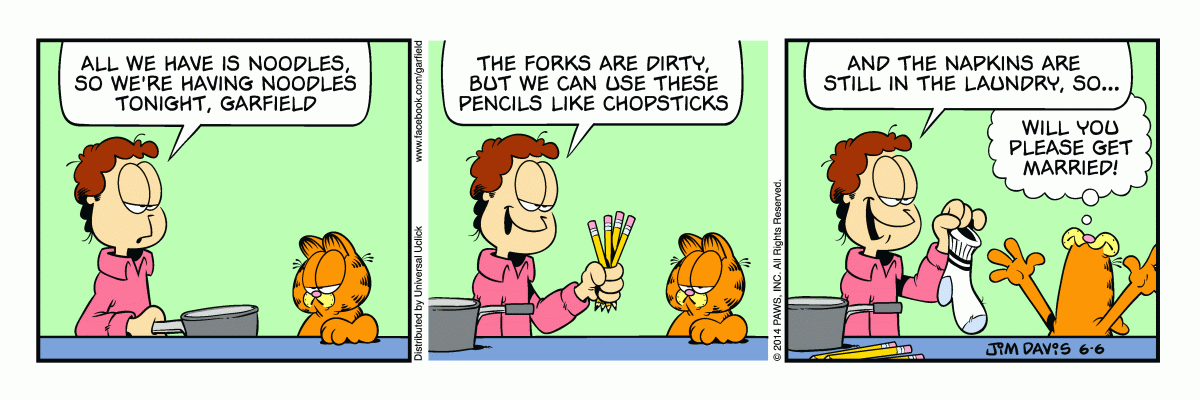 ALL WE HAVE IS NOODLES,
SO WE'RE HAVING NOODLES
TONIGHT, GARFIELD
www.facebook.com/garfield
Distributed by Universal Uclick
THE FORKS ARE DIRTY,
BUT WE CAN USE THESE
PENCILS LIKE CHOPSTICKS
© 2014 PAWS, INC. All Rights Reserved.
AND THE NAPKINS ARE
STILL IN THE LAUNDRY, SO...
WILL YOU
PLEASE GET
MARRIED!
JIM DAVIS 6-6